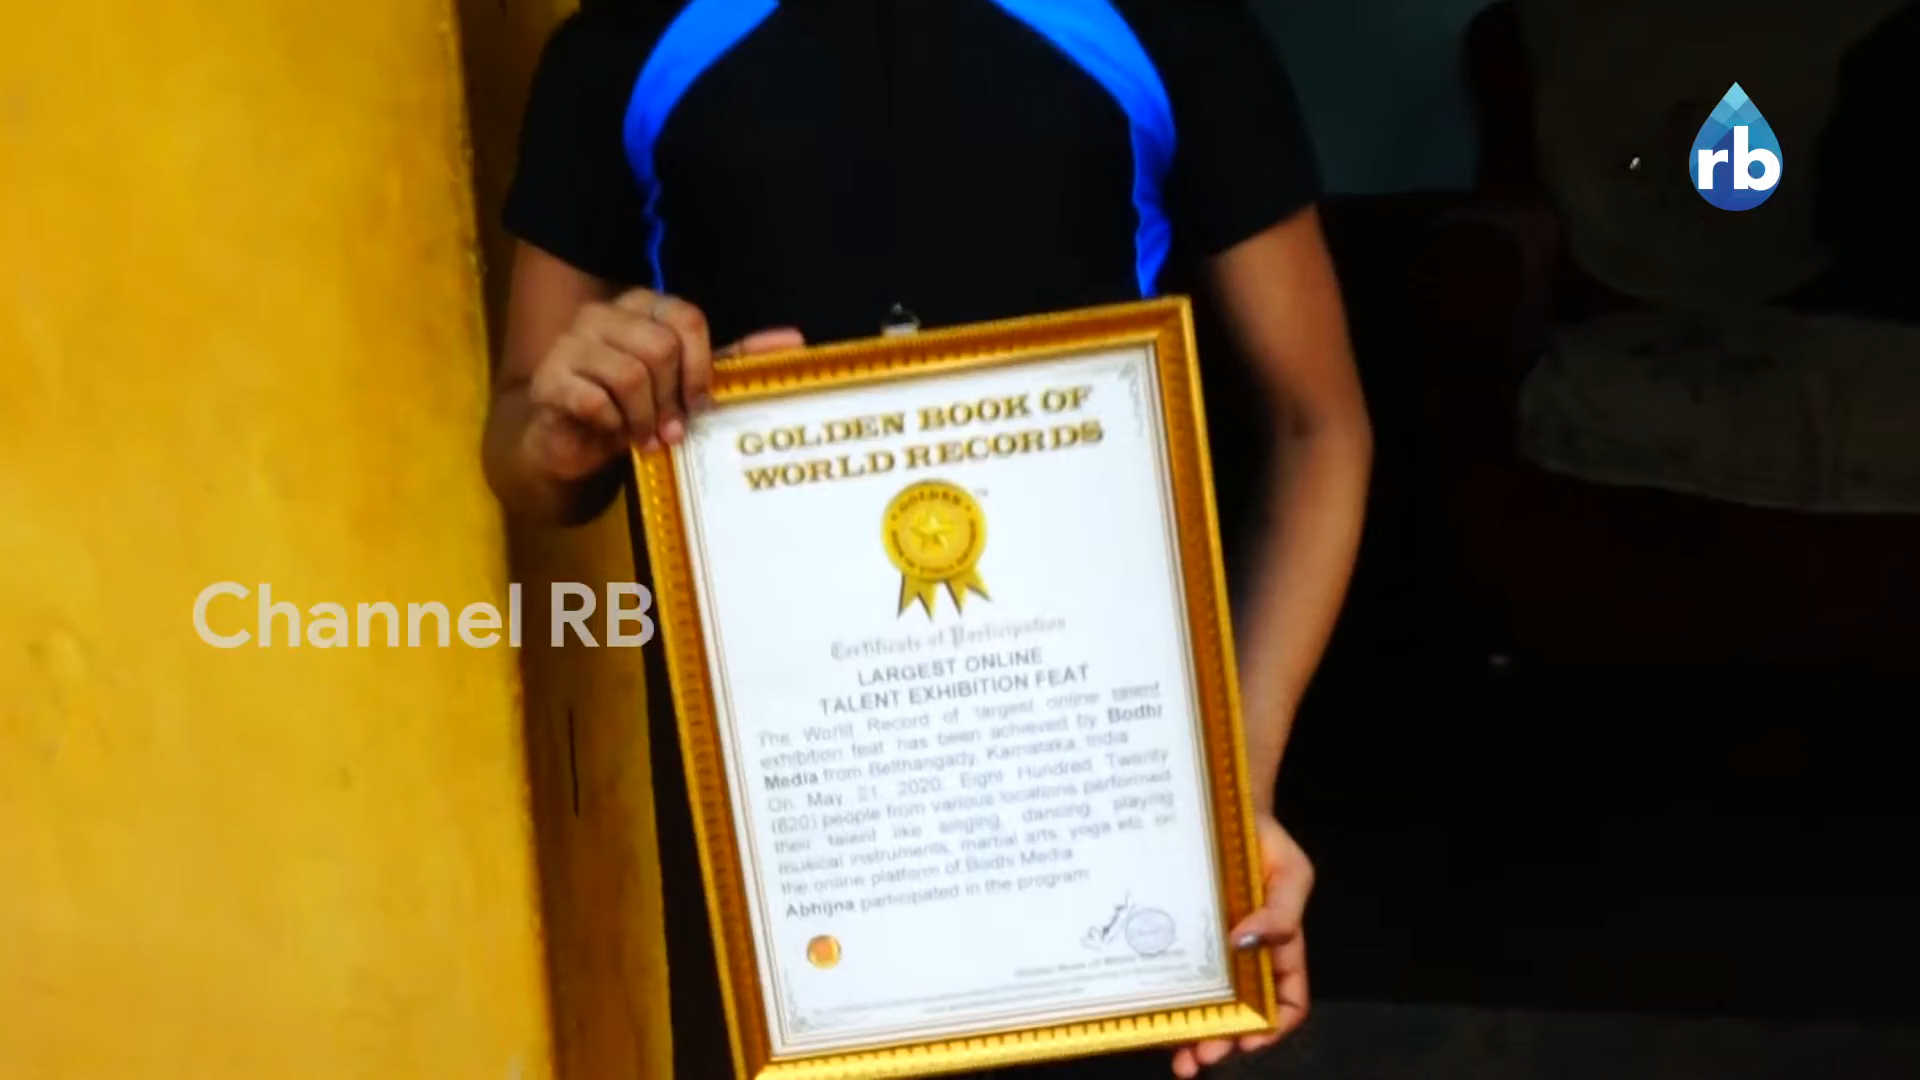 rb
Channel RB
GOLDEN BOOK OF
WORLD RECORDS
GOLDEN
Certificate of Participation
LARGEST ONLINE
TALENT EXHIBITION FEAT
The World Record of largest online talent
exhibition feat has been achieved by Bodhi
Media from Belthangady, Karnataka, India
On May 21, 2020. Eight Hundred Twenty
(820) people from various locations performed
their talent like singing, dancing, playing
musical instruments, martial arts, yoga etc. on
the online platform of Bodhi Media
Abhijna participated in the program